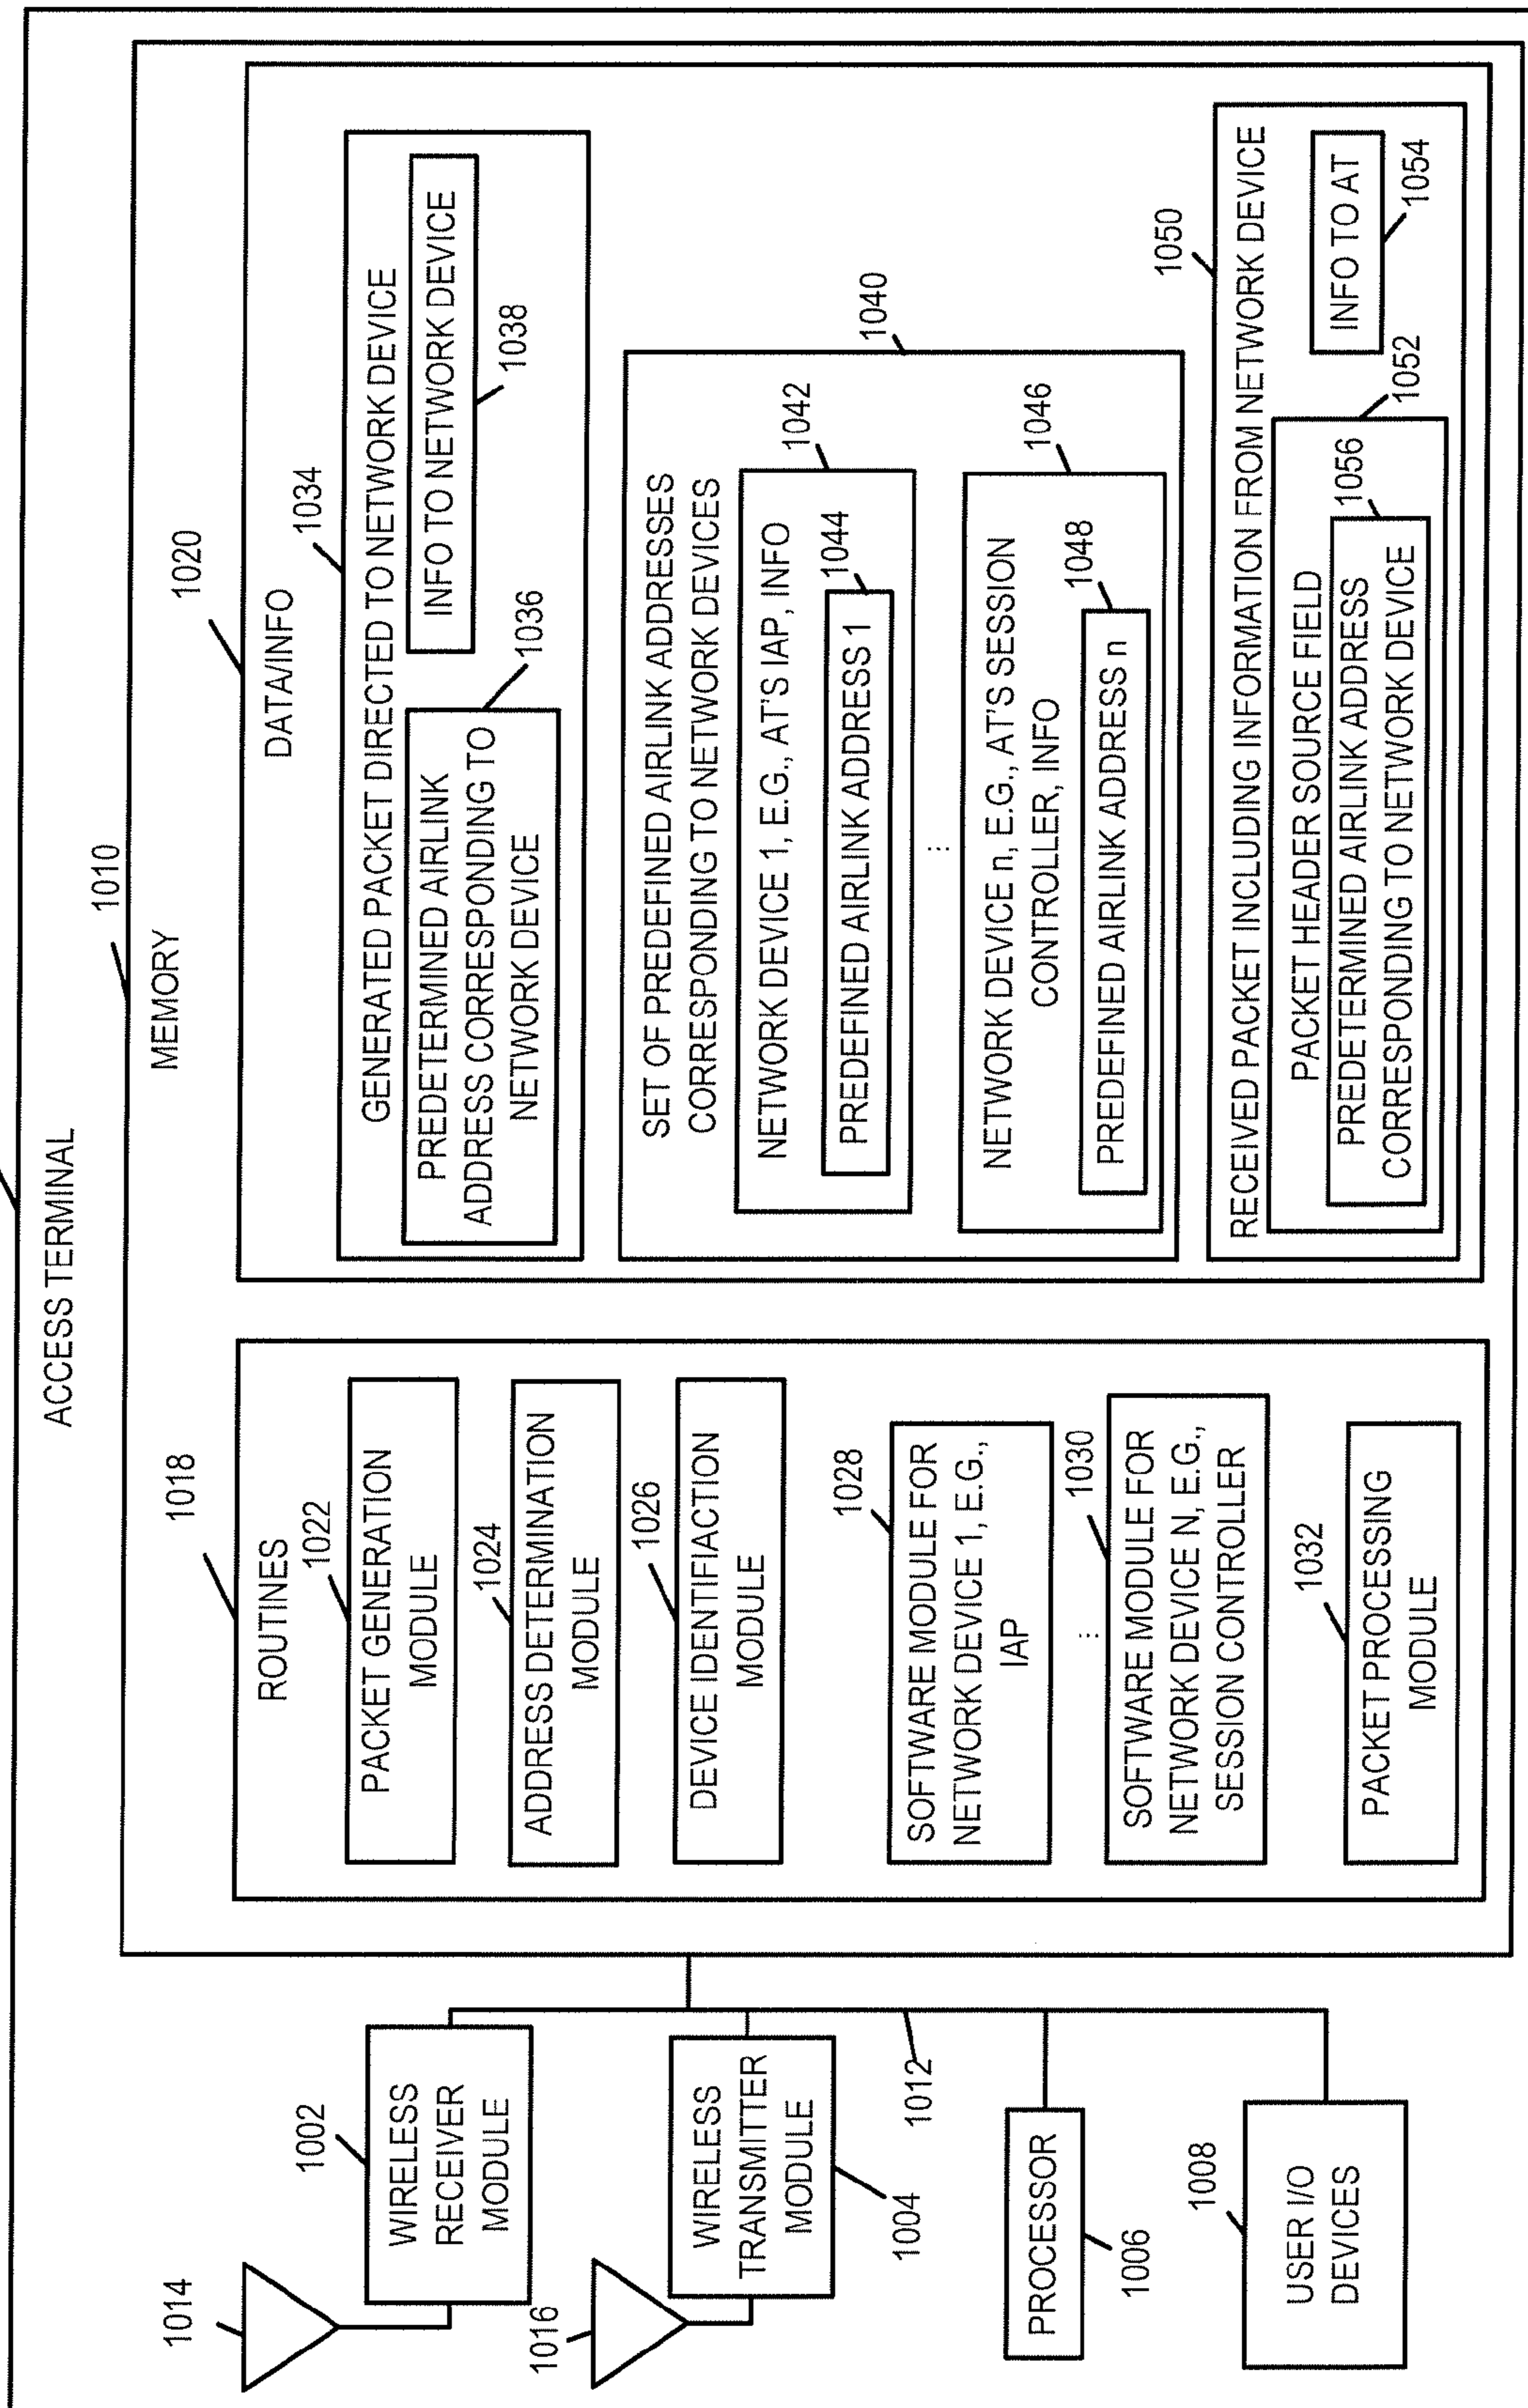 ACCESS TERMINAL
1010
MEMORY
1014
1002
WIRELESS
RECEIVER
MODULE
1016
WIRELESS
TRANSMITTER
MODULE
1004
1012
PROCESSOR
1006
1008
USER I/O
DEVICES
1018
ROUTINES
1022
PACKET GENERATION
MODULE
1024
ADDRESS DETERMINATION
MODULE
1026
DEVICE IDENTIFIACTION
MODULE
1028
SOFTWARE MODULE FOR
NETWORK DEVICE 1, E.G.,
IAP
...
1030
SOFTWARE MODULE FOR
NETWORK DEVICE N, E.G.,
SESSION CONTROLLER
1032
PACKET PROCESSING
MODULE
1020
DATA/INFO
1034
GENERATED PACKET DIRECTED TO NETWORK DEVICE
PREDETERMINED AIRLINK
ADDRESS CORRESPONDING TO
NETWORK DEVICE
1036
INFO TO NETWORK DEVICE
1038
1040
SET OF PREDEFINED AIRLINK ADDRESSES
CORRESPONDING TO NETWORK DEVICES
1042
NETWORK DEVICE 1, E.G., AT'S IAP, INFO
1044
PREDEFINED AIRLINK ADDRESS 1
...
1046
NETWORK DEVICE n, E.G., AT'S SESSION
CONTROLLER, INFO
1048
PREDEFINED AIRLINK ADDRESS n
1050
RECEIVED PACKET INCLUDING INFORMATION FROM NETWORK DEVICE
1052
PACKET HEADER SOURCE FIELD
1056
PREDETERMINED AIRLINK ADDRESS
CORRESPONDING TO NETWORK DEVICE
INFO TO AT
1054